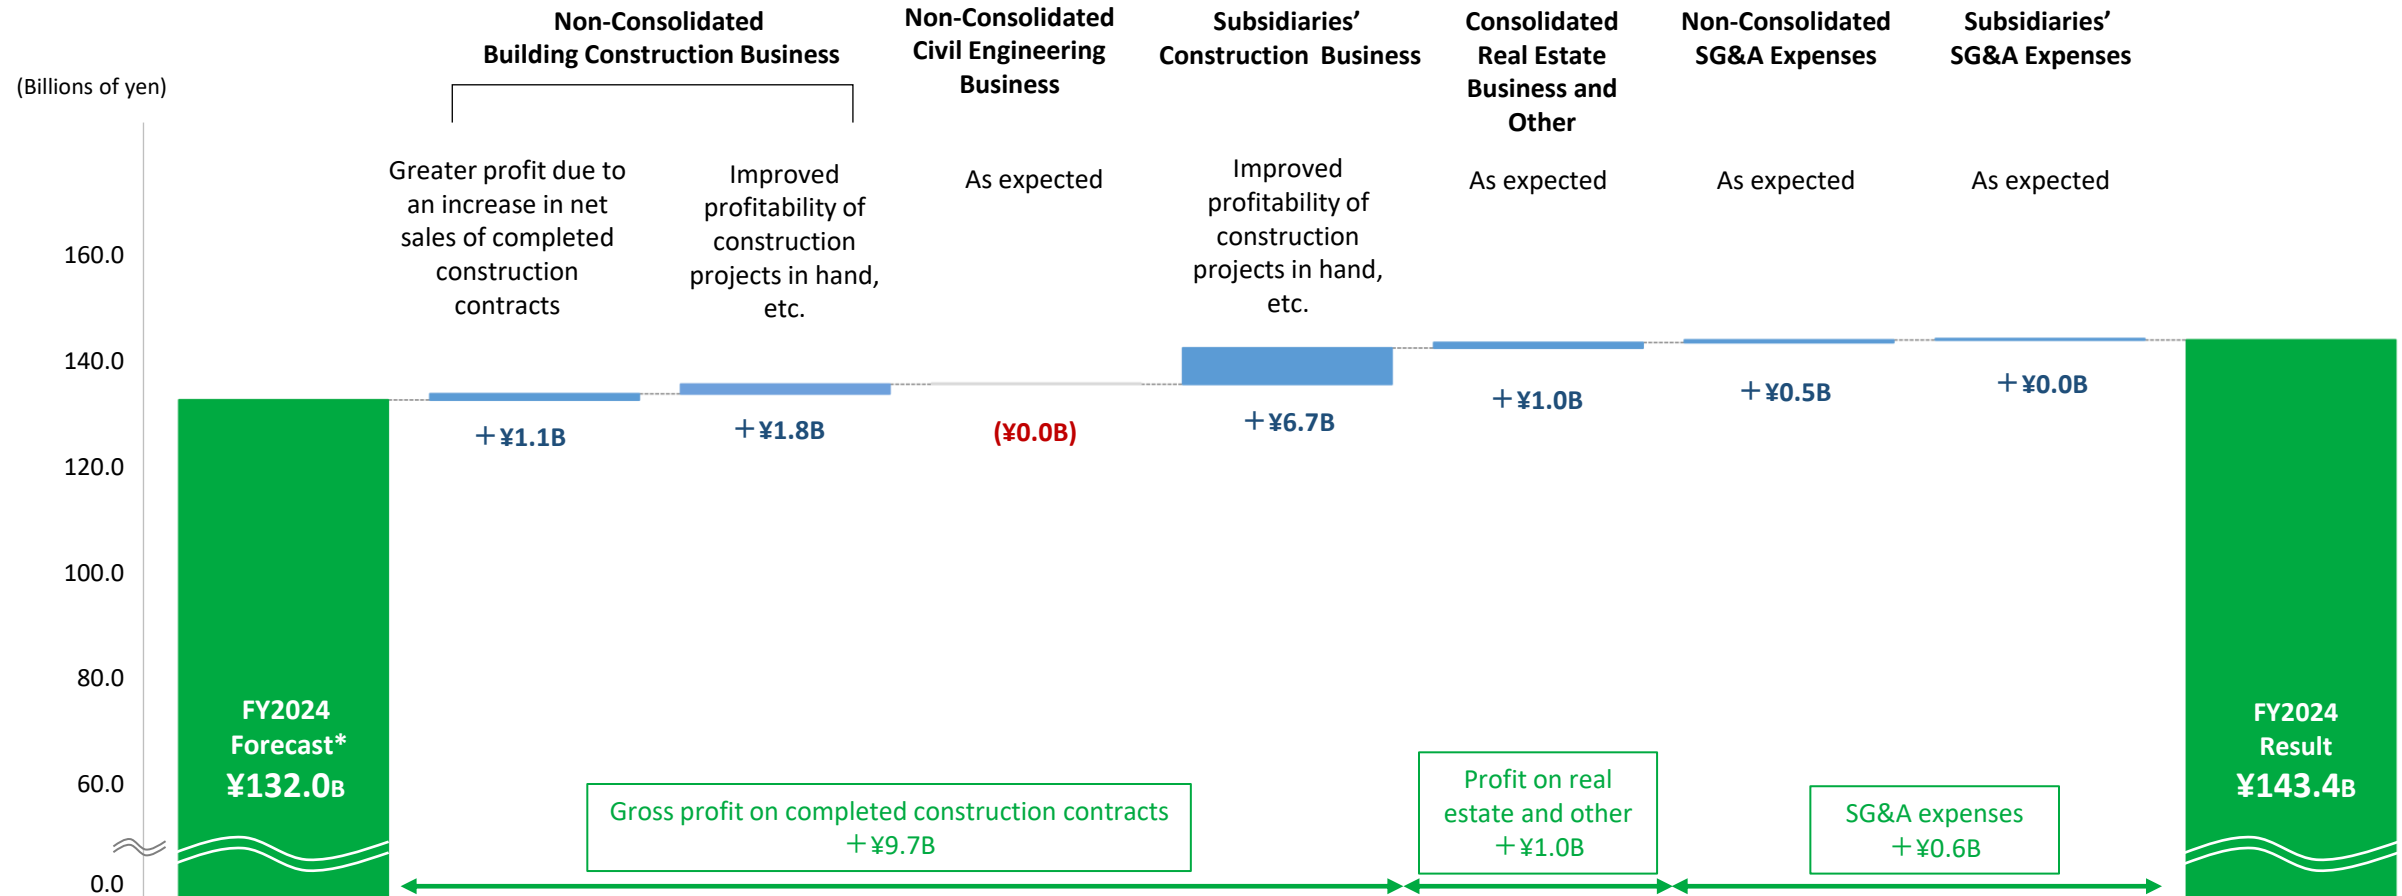 Non-Consolidated
Building Construction Business
Non-Consolidated
Civil Engineering
Business
Subsidiaries’
Construction Business
Consolidated
Real Estate
Business and
Other
Non-Consolidated
SG&A Expenses
Subsidiaries’
SG&A Expenses
(Billions of yen)
Greater profit due to
an increase in net
sales of completed
construction
contracts
Improved
profitability of
construction
projects in hand,
etc.
As expected
Improved
profitability of
construction
projects in hand,
etc.
As expected
As expected
As expected
160.0
140.0
120.0
100.0
80.0
60.0
0.0
+¥1.1B
+¥1.8B
(¥0.0B)
+¥6.7B
+¥1.0B
+¥0.5B
+¥0.0B
FY2024
Forecast*
¥132.0B
Gross profit on completed construction contracts
+¥9.7B
Profit on real
estate and other
+¥1.0B
SG&A expenses
+¥0.6B
FY2024
Result
¥143.4B